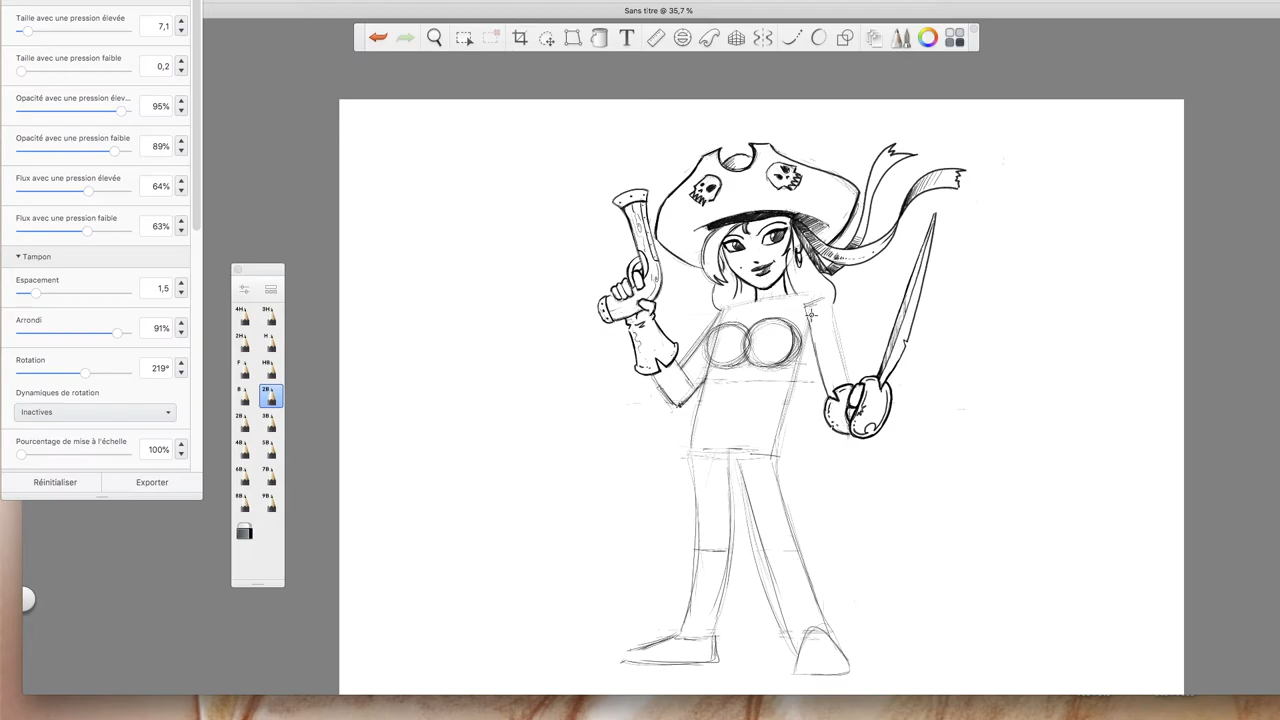 Sans titre @ 35,7 %
Taille avec une pression élevée
7,1
Taille avec une pression faible
0,2
Opacité avec une pression élev...
95%
Opacité avec une pression faible
89%
Flux avec une pression élevée
64%
Flux avec une pression faible
63%
Tampon
Espacement
1,5
Arrondi
91%
Rotation
219°
Dynamiques de rotation
Inactives
Pourcentage de mise à l'échelle
100%
Réinitialiser Exporter
4H 3H
2H H
F HB
B 2B
2B 3B
4B 5B
6B 7B
8B 9B
T